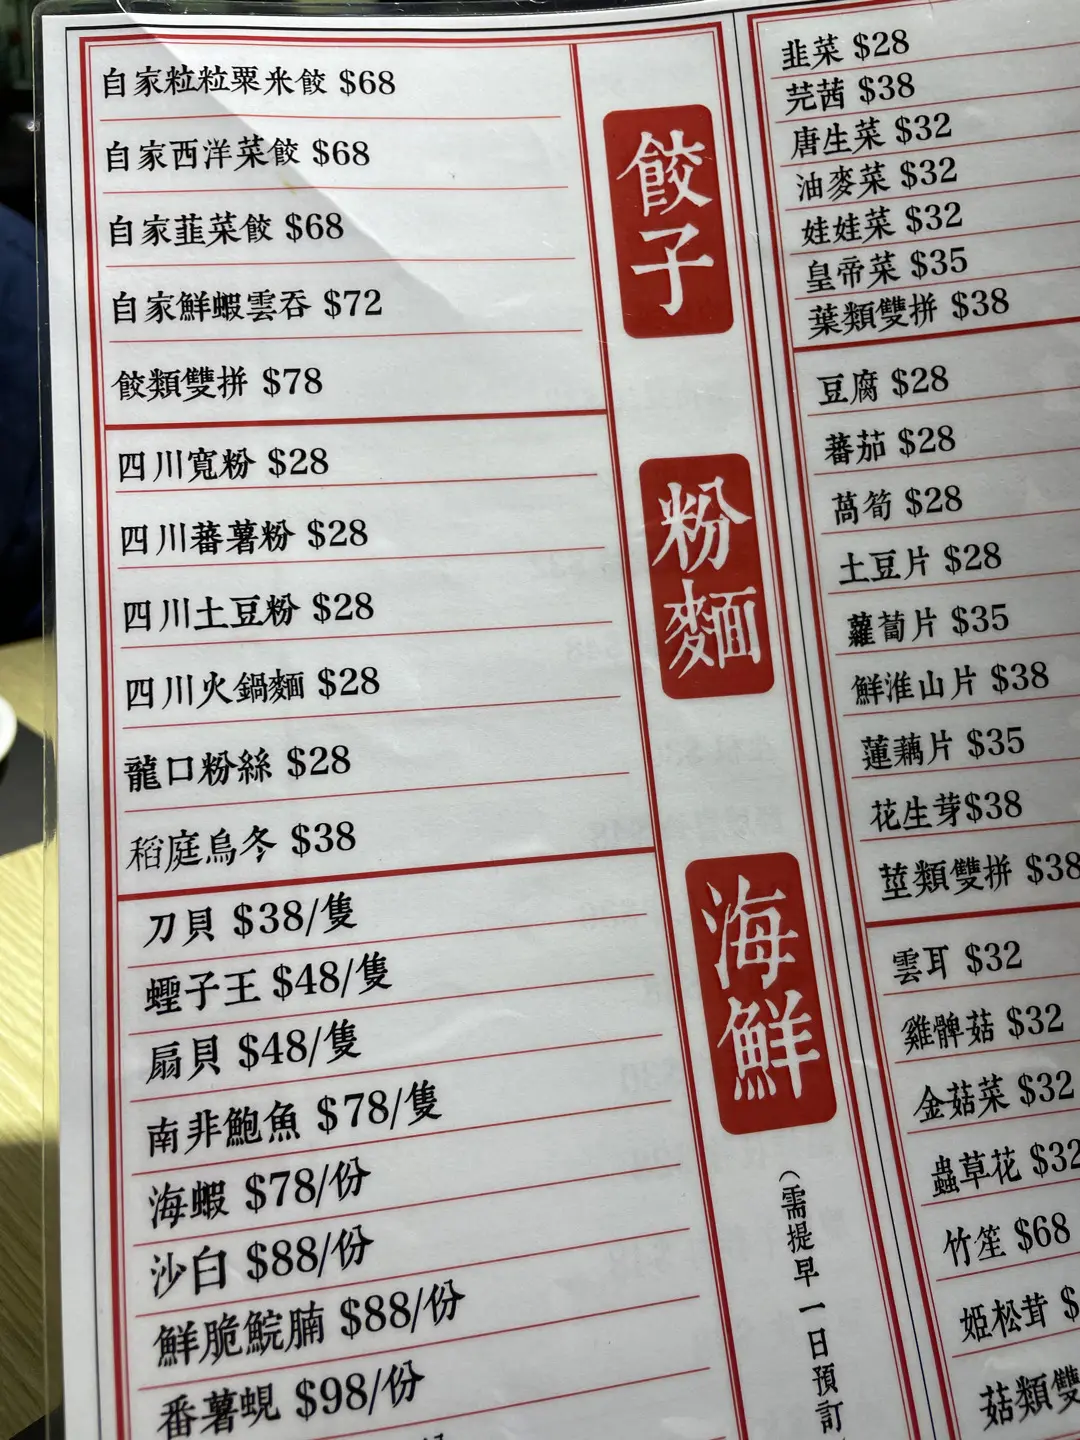 自家粒粒粟米餃 $68
自家西洋菜餃 $68
自家韮菜餃 $68
自家鮮蝦雲吞 $72
餃類雙拼 $78
餃子
四川寬粉 $28
四川蕃薯粉 $28
四川土豆粉 $28
四川火鍋麵 $28
龍口粉絲 $28
稻庭烏冬 $38
粉麵
刀貝 $38/隻
蟶子王 $48/隻
扇貝 $48/隻
南非鮑魚 $78/隻
海蝦 $78/份
沙白 $88/份
鮮脆鯇腩 $88/份
番薯蜆 $98/份
海鮮
(需提早一日預訂
韭菜 $28
芫茜 $38
唐生菜 $32
油麥菜 $32
娃娃菜 $32
皇帝菜 $35
葉類雙拼 $38
豆腐 $28
蕃茄 $28
萵筍 $28
土豆片 $28
蘿蔔片 $35
鮮淮山片 $38
蓮藕片 $35
花生芽$38
莖類雙拼 $38
雲耳 $32
雞髀菇 $32
金菇菜 $32
蟲草花 $32
竹笙 $68
姫松茸 $
菇類雙